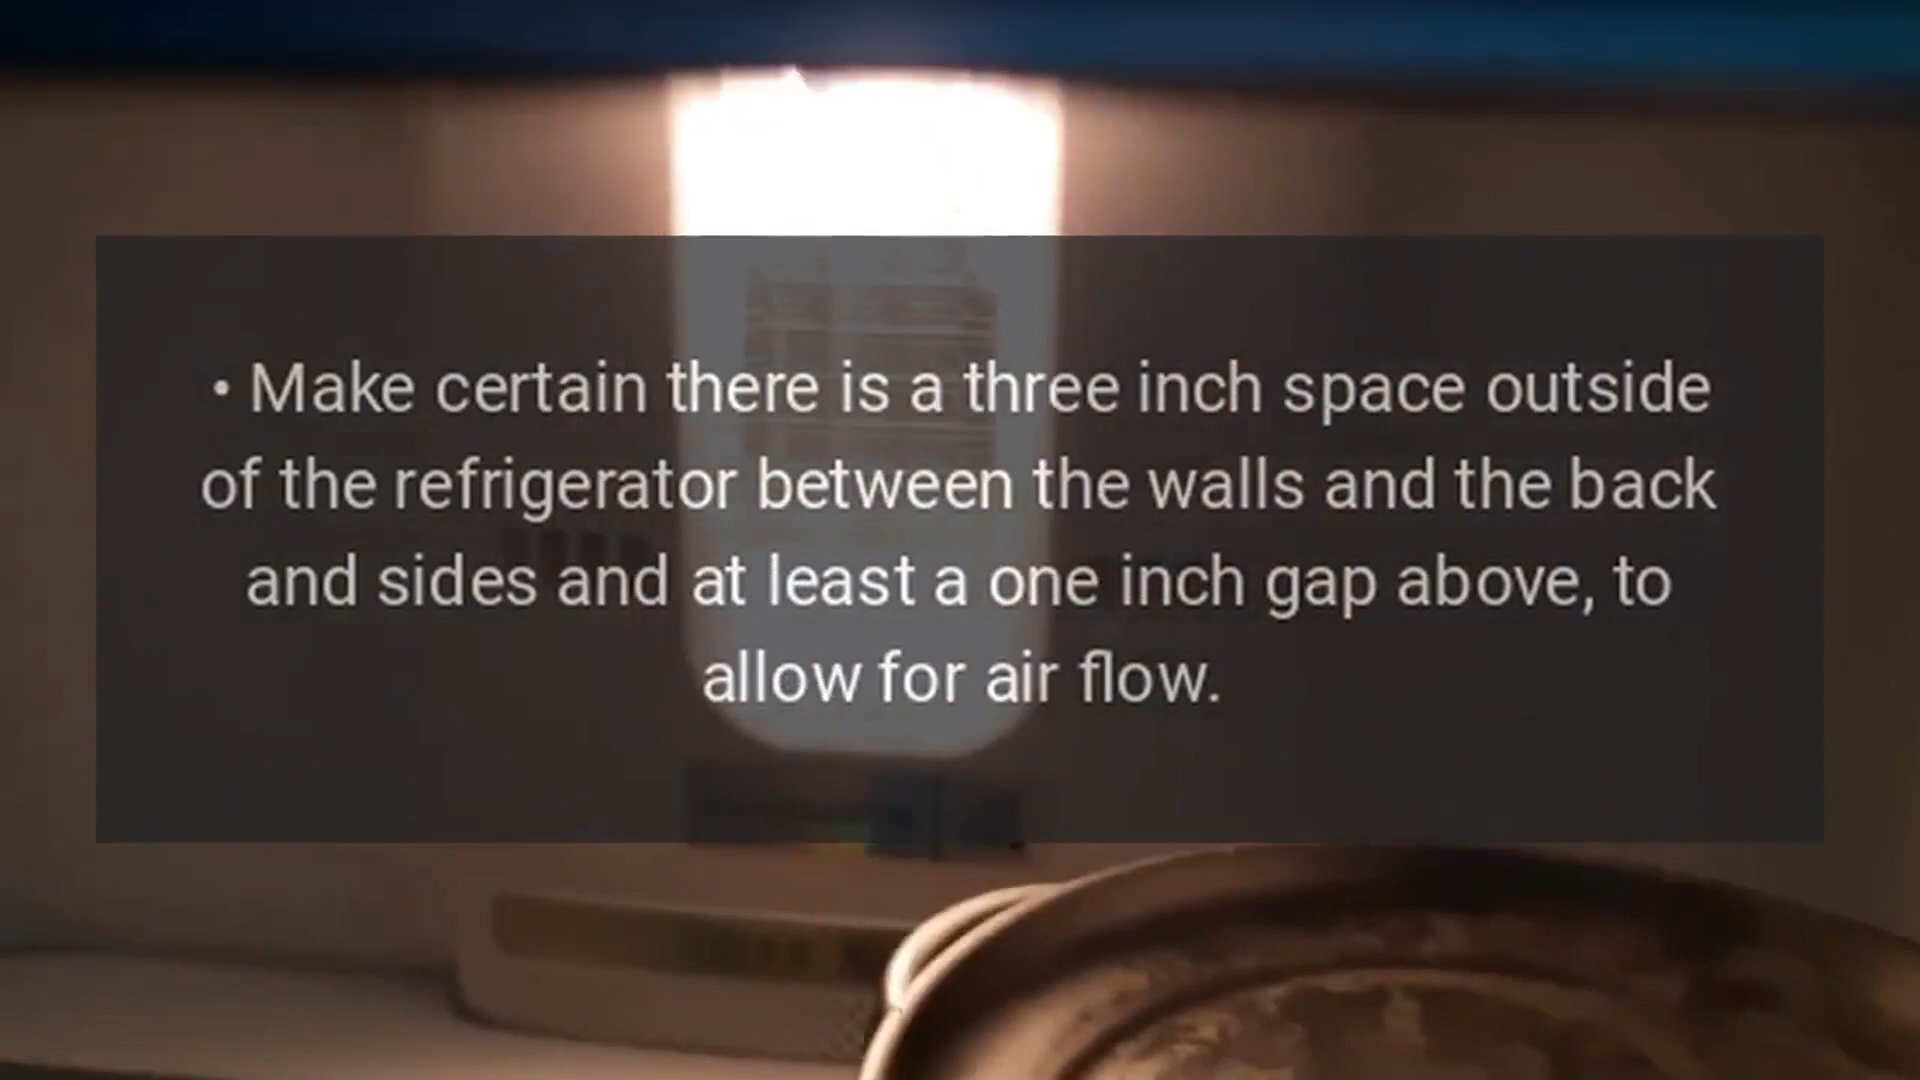 • Make certain there is a three inch space outside
of the refrigerator between the walls and the back
and sides and at least a one inch gap above, to
allow for air flow.